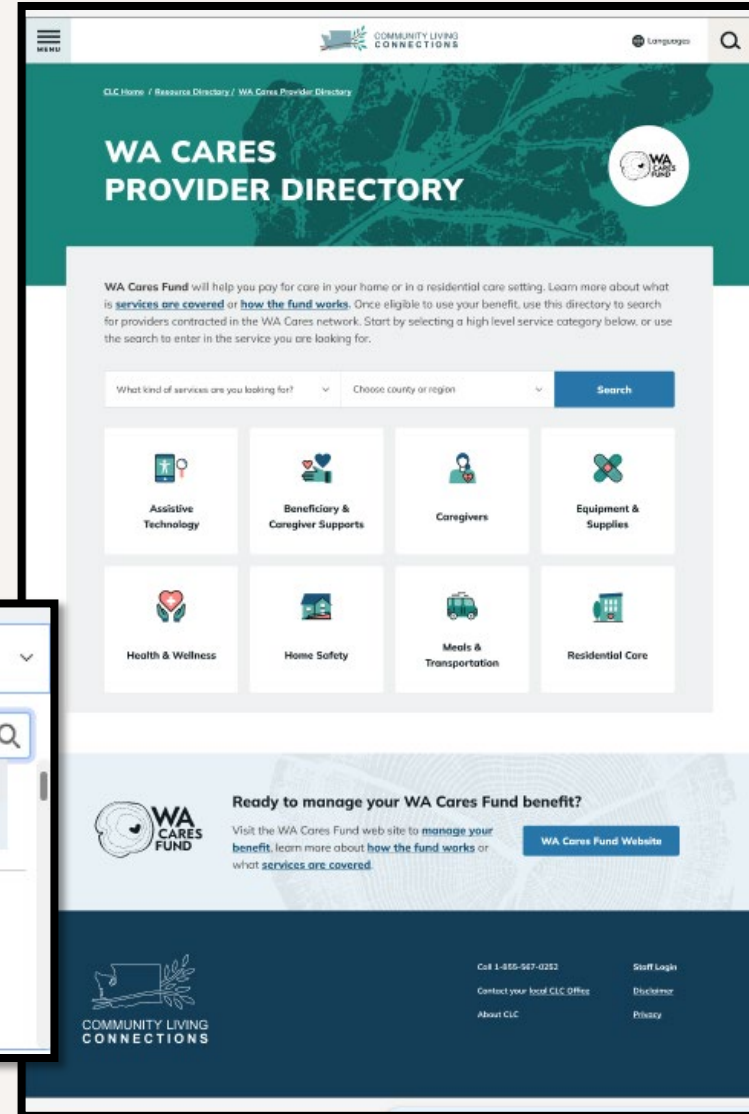 MENU
COMMUNITY LIVING
CONNECTIONS
Languages
CLC Home / Resource Directory / WA Cares Provider Directory
WA CARES
PROVIDER DIRECTORY
WA
CARES
FUND
WA Cares Fund will help you pay for care in your home or in a residential care setting. Learn more about what
is services are covered or how the fund works. Once eligible to use your benefit, use this directory to search
for providers contracted in the WA Cares network. Start by selecting a high level service category below, or use
the search to enter in the service you are looking for.
What kind of services are you looking for?
Choose county or region
Search
Assistive
Technology
Beneficiary &
Caregiver Supports
Caregivers
Equipment &
Supplies
Health & Wellness
Home Safety
Meals &
Transportation
Residential Care
WA
CARES
FUND
Ready to manage your WA Cares Fund benefit?
Visit the WA Cares Fund web site to manage your
benefit, learn more about how the fund works or
what services are covered.
WA Cares Fund Website
COMMUNITY LIVING
CONNECTIONS
Call 1-855-567-0252
Contact your local CLC Office
About CLC
Staff Login
Disclaimer
Privacy